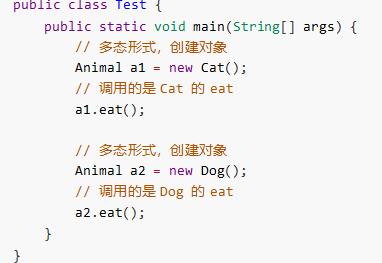 public class Test {
    public static void main(String[] args) {
        // 多态形式，创建对象
        Animal a1 = new Cat();
        // 调用的是 Cat 的 eat
        a1.eat();

        // 多态形式，创建对象
        Animal a2 = new Dog();
        // 调用的是 Dog 的 eat
        a2.eat();
    }
}